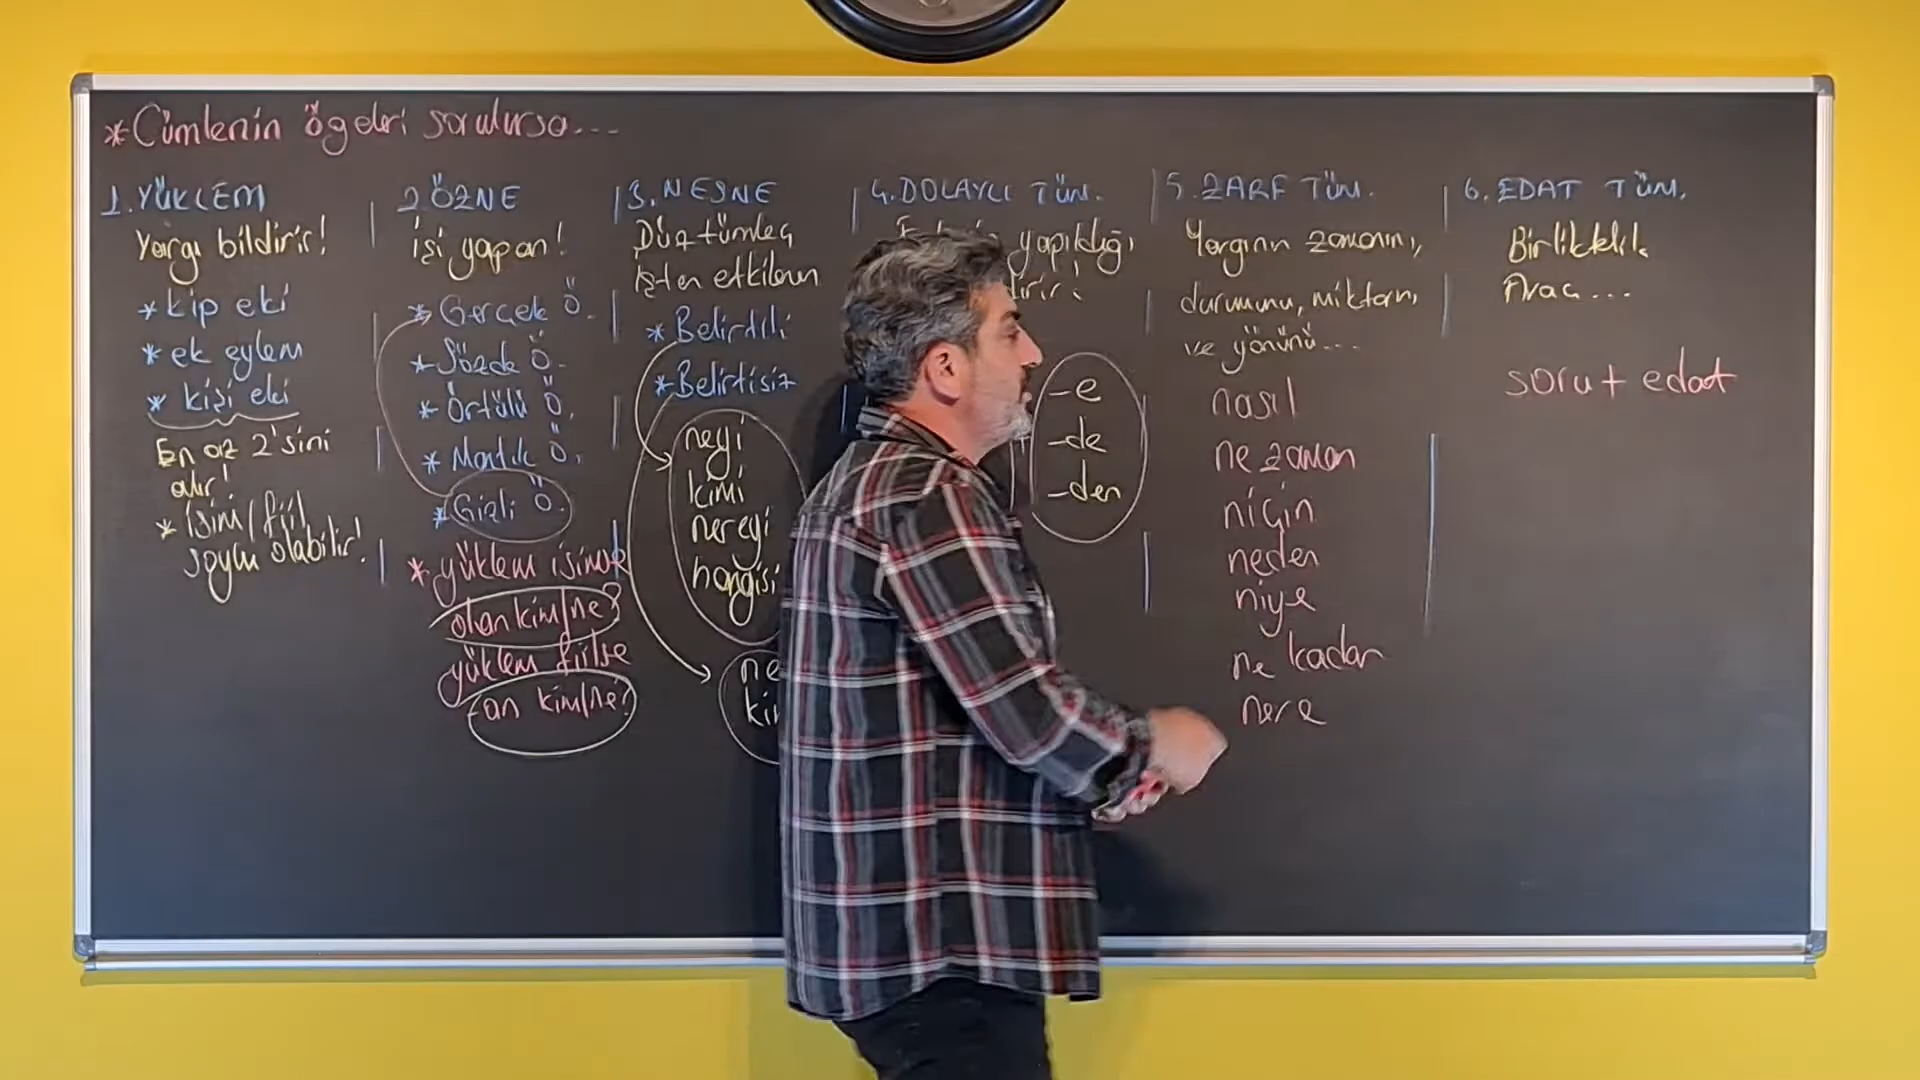 *Cümlenin ögeleri sorulursa...
1.YÜKLEM
Yargı bildirir!
*kip eki
*ek eylem
* kişi eki
En az 2'sini
alır!
* isim/fiil
soylu olabilir!
2.ÖZNE
işi yapan!
*Gerçek Ö.
*Sözde Ö.
*Örtülü Ö.
*Mantık Ö.
*Gizli Ö.
*yüklem isimse
olan kim/ne?
yüklem fiilse
-an kim/ne?
3.NESNE
Düz tümleç
İşten etkilenen
*Belirtili
*Belirtisiz
neyi
kimi
nereyi
hangisi
ne
4.DOLAYLI TÜM.
yapıldığı
-e
-de
-den
5.ZARF TÜM.
Yargının zamanını,
durumunu, miktarını,
ve yönünü...
nasıl
ne zaman
niçin
neden
niye
ne kadar
nere
6.EDAT TÜM.
Birliktelik
Araç...
soru+edat